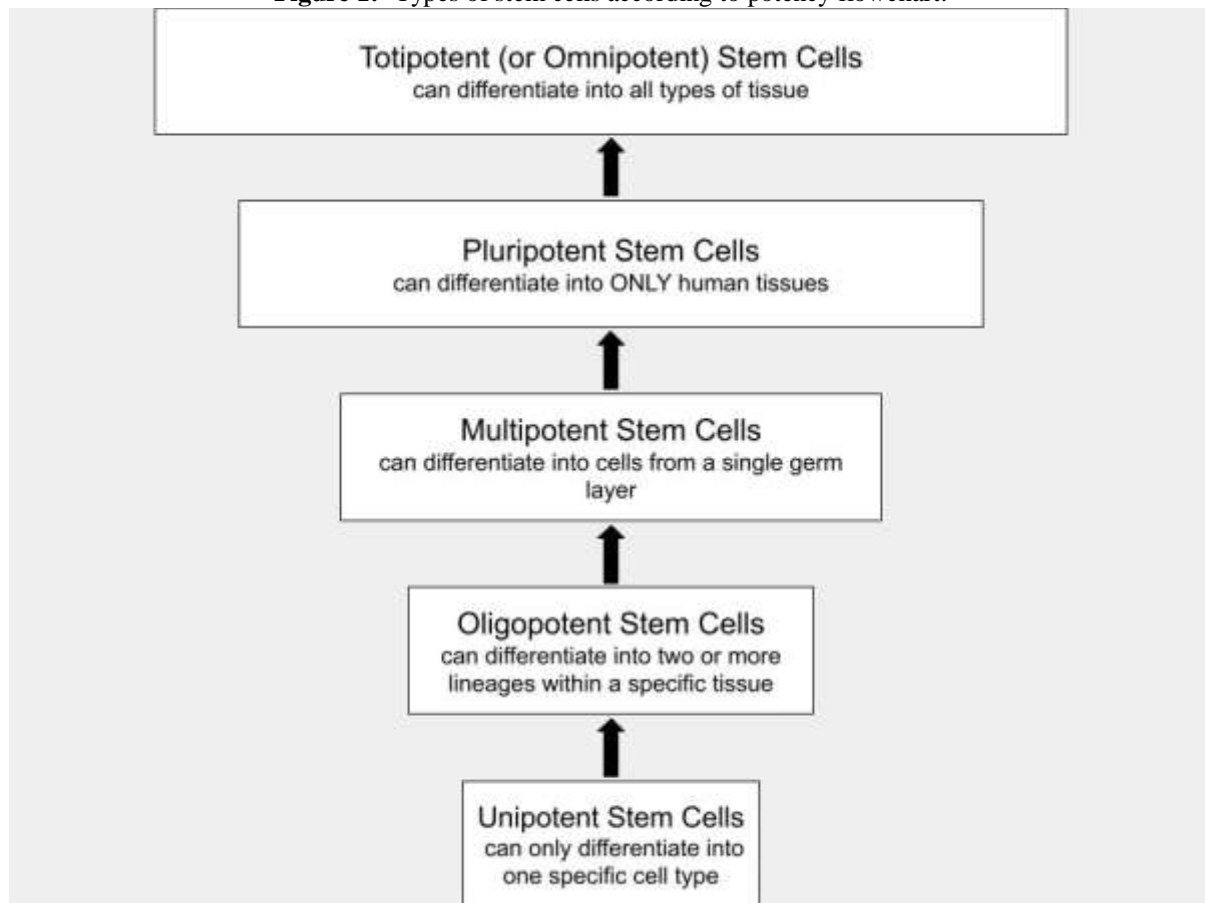 Totipotent (or Omnipotent) Stem Cells
can differentiate into all types of tissue
Pluripotent Stem Cells
can differentiate into ONLY human tissues
Multipotent Stem Cells
can differentiate into cells from a single germ
layer
Oligopotent Stem Cells
can differentiate into two or more
lineages within a specific tissue
Unipotent Stem Cells
can only differentiate into
one specific cell type